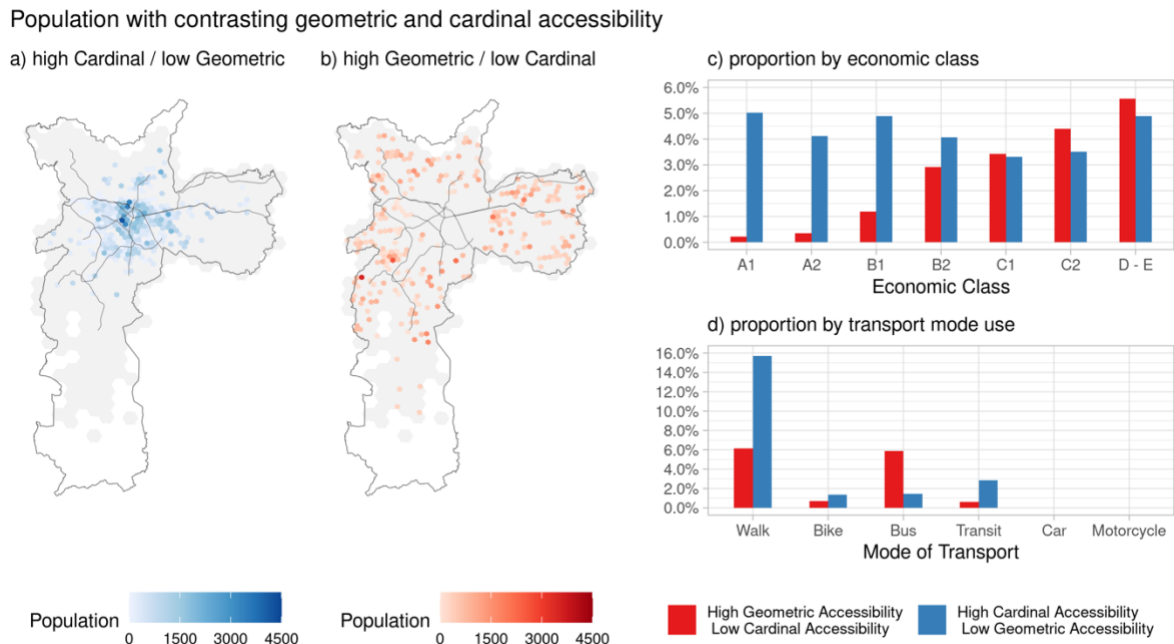 Population with contrasting geometric and cardinal accessibility
a) high Cardinal / low Geometric
b) high Geometric / low Cardinal
c) proportion by economic class
6.0%
5.0%
4.0%
3.0%
2.0%
1.0%
0.0%
A1 A2 B1 B2 C1 C2 D - E
Economic Class
d) proportion by transport mode use
16.0%
14.0%
12.0%
10.0%
8.0%
6.0%
4.0%
2.0%
0.0%
Walk Bike Bus Transit Car Motorcycle
Mode of Transport
Population
0 1500 3000 4500
Population
0 1500 3000 4500
High Geometric Accessibility
Low Cardinal Accessibility
High Cardinal Accessibility
Low Geometric Accessibility